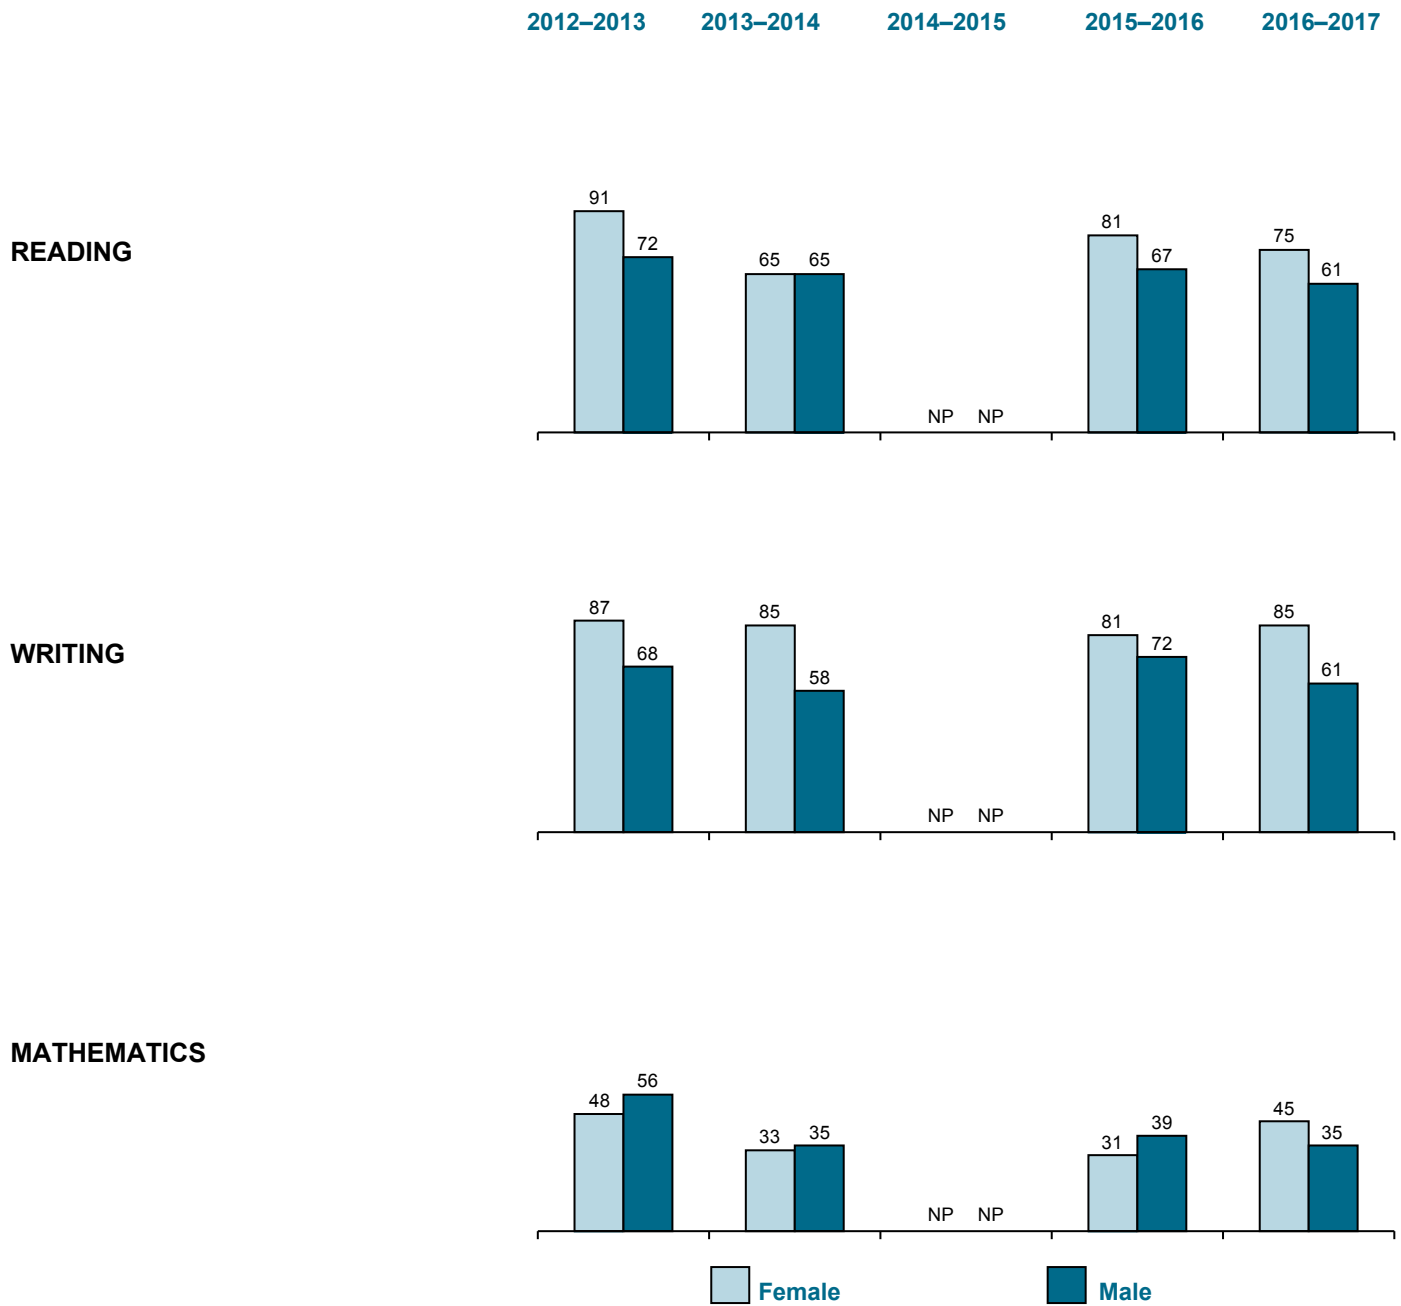 2012–2013 2013–2014 2014–2015 2015–2016 2016–2017
READING
91 72 65 65 NP NP 81 67 75 61
WRITING
87 68 85 58 NP NP 81 72 85 61
MATHEMATICS
48 56 33 35 NP NP 31 39 45 35
Female Male